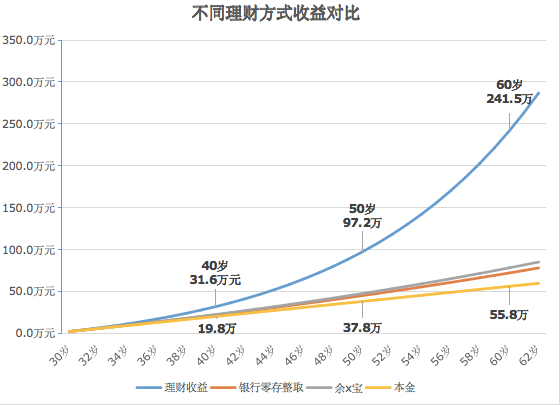 不同理财方式收益对比
350.0万元
300.0万元
250.0万元
200.0万元
150.0万元
100.0万元
50.0万元
0.0万元
60岁
241.5万
50岁
97.2万
40岁
31.6万元
19.8万
37.8万
55.8万
30岁 32岁 34岁 36岁 38岁 40岁 42岁 44岁 46岁 48岁 50岁 52岁 54岁 56岁 58岁 60岁 62岁
理财收益 银行零存整取 余x宝 本金